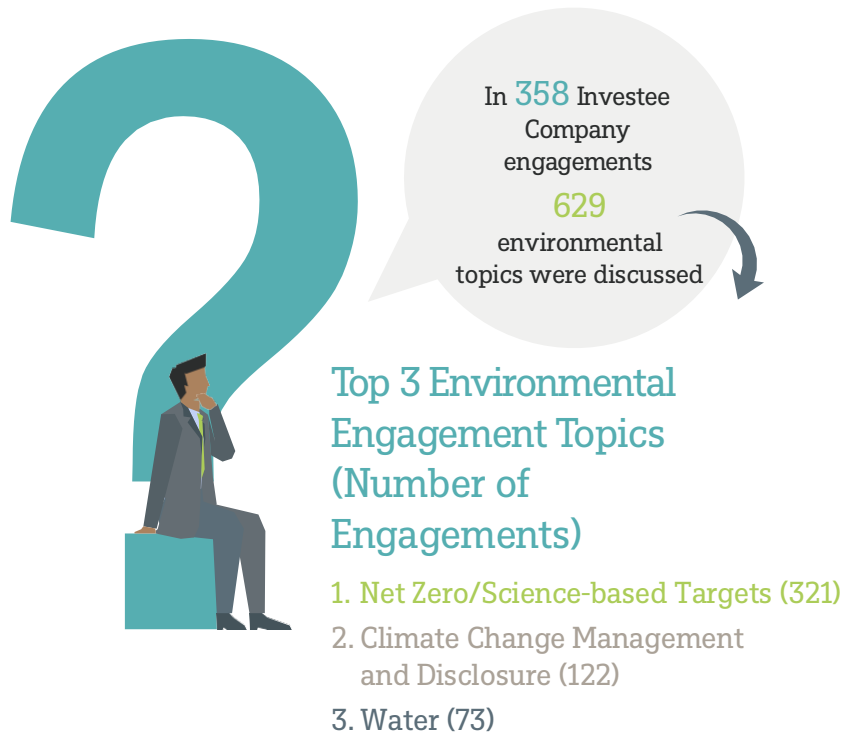 In 358 Investee
Company
engagements
629
environmental
topics were discussed
Top 3 Environmental
Engagement Topics
(Number of
Engagements)
1. Net Zero/Science-based Targets (321)
2. Climate Change Management
and Disclosure (122)
3. Water (73)